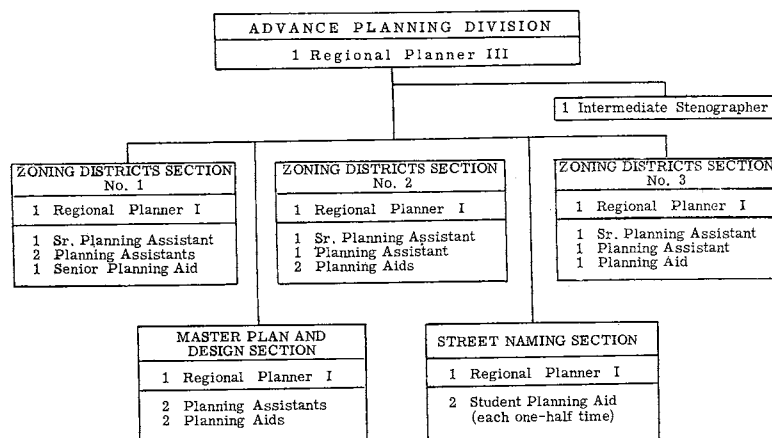 ADVANCE PLANNING DIVISION
1 Regional Planner III
1 Intermediate Stenographer
ZONING DISTRICTS SECTION
No. 1
1 Regional Planner I
1 Sr. Planning Assistant
2 Planning Assistants
1 Senior Planning Aid
ZONING DISTRICTS SECTION
No. 2
1 Regional Planner I
1 Sr. Planning Assistant
1 Planning Assistant
2 Planning Aids
ZONING DISTRICTS SECTION
No. 3
1 Regional Planner I
1 Sr. Planning Assistant
1 Planning Assistant
1 Planning Aid
MASTER PLAN AND
DESIGN SECTION
1 Regional Planner I
2 Planning Assistants
2 Planning Aids
STREET NAMING SECTION
1 Regional Planner I
2 Student Planning Aid
(each one-half time)